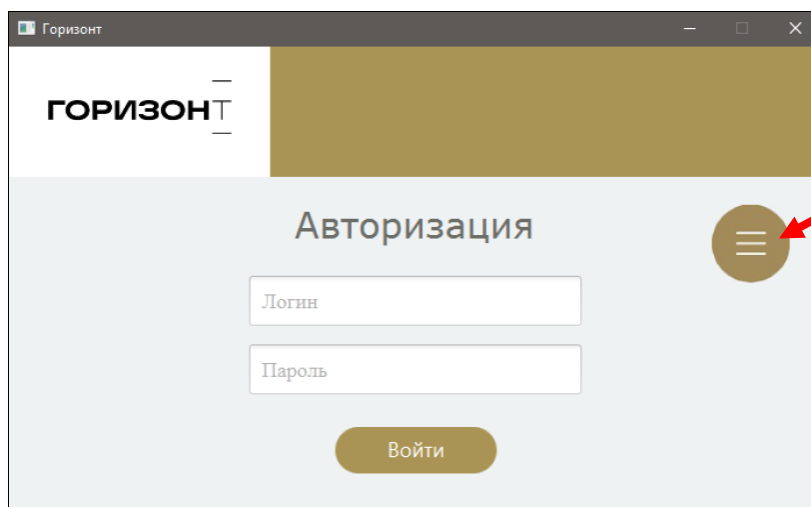 Горизонт
ГОРИЗОНТ
Авторизация
Логин
Пароль
Войти